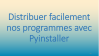 Distribuer facilement
nos programmes avec
Pyinstaller